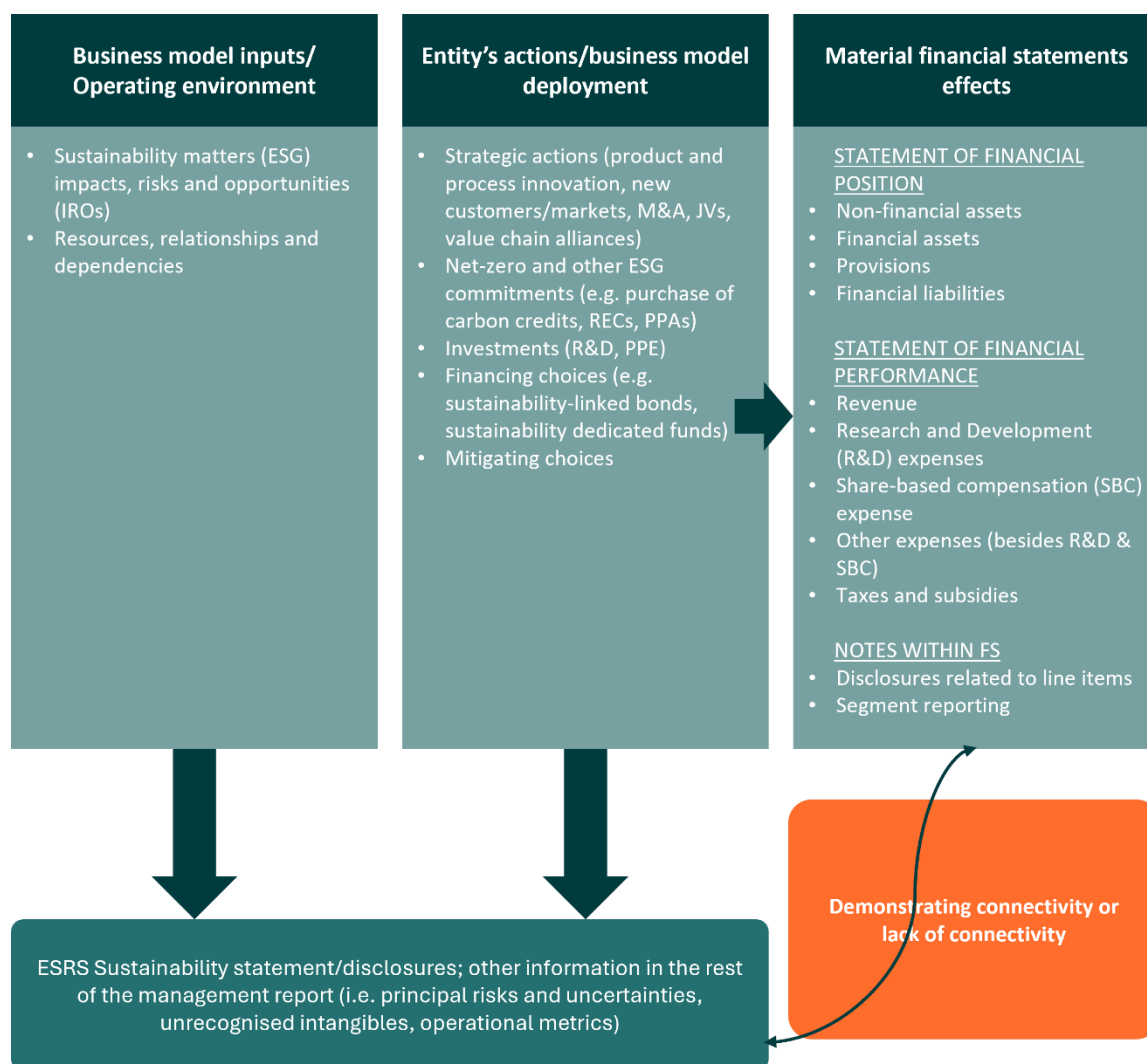 Business model inputs/
Operating environment
• Sustainability matters (ESG)
impacts, risks and opportunities
(IROs)
• Resources, relationships and
dependencies
Entity's actions/business model
deployment
• Strategic actions (product and
process innovation, new
customers/markets, M&A, JVs,
value chain alliances)
• Net-zero and other ESG
commitments (e.g. purchase of
carbon credits, RECs, PPAs)
• Investments (R&D, PPE)
• Financing choices (e.g.
sustainability-linked bonds,
sustainability dedicated funds)
• Mitigating choices
Material financial statements
effects
STATEMENT OF FINANCIAL
POSITION
• Non-financial assets
• Financial assets
• Provisions
• Financial liabilities
STATEMENT OF FINANCIAL
PERFORMANCE
• Revenue
• Research and Development
(R&D) expenses
• Share-based compensation (SBC)
expense
• Other expenses (besides R&D &
SBC)
• Taxes and subsidies
NOTES WITHIN FS
• Disclosures related to line items
• Segment reporting
Demonstrating connectivity or
lack of connectivity
ESRS Sustainability statement/disclosures; other information in the rest
of the management report (i.e. principal risks and uncertainties,
unrecognised intangibles, operational metrics)